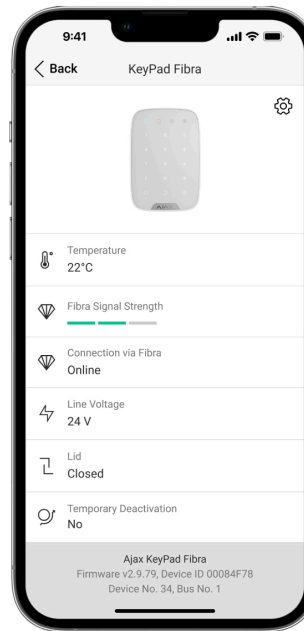 9:41
Back
KeyPad Fibra
AJAX
Temperature
22°C
Fibra Signal Strength
Connection via Fibra
Online
Line Voltage
24 V
Lid
Closed
Temporary Deactivation
No
Ajax KeyPad Fibra
Firmware v2.9.79, Device ID 00084F78
Device No. 34, Bus No. 1